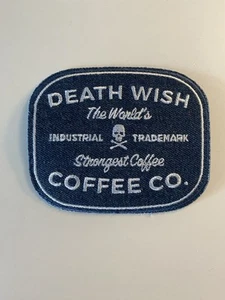 DEATH WISH
The World's
INDUSTRIAL TRADEMARK
Strongest Coffee
COFFEE CO.